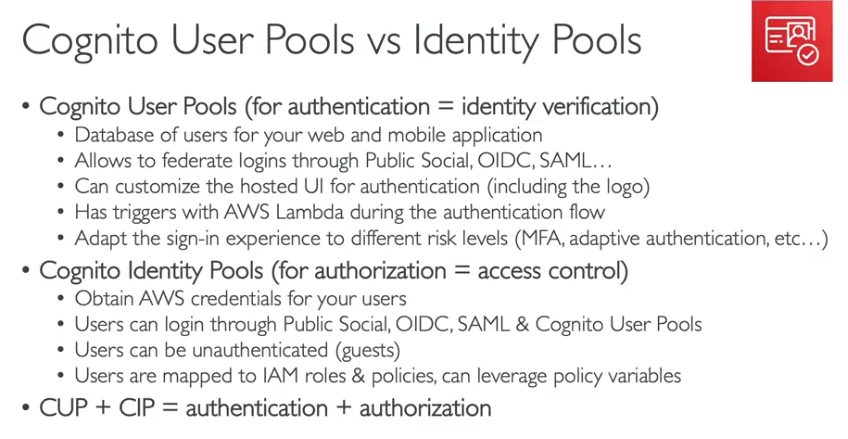 Cognito User Pools vs Identity Pools
• Cognito User Pools (for authentication = identity verification)
• Database of users for your web and mobile application
• Allows to federate logins through Public Social, OIDC, SAML…
• Can customize the hosted UI for authentication (including the logo)
• Has triggers with AWS Lambda during the authentication flow
• Adapt the sign-in experience to different risk levels (MFA, adaptive authentication, etc…)
• Cognito Identity Pools (for authorization = access control)
• Obtain AWS credentials for your users
• Users can login through Public Social, OIDC, SAML & Cognito User Pools
• Users can be unauthenticated (guests)
• Users are mapped to IAM roles & policies, can leverage policy variables
• CUP + CIP = authentication + authorization